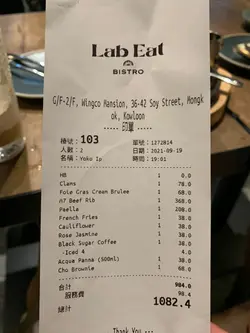 Lab Eat
BISTRO
G/F-2/F, Wingco Mansion, 36-42 Soy Street, Mongk
ok, Kowloon
----- 印單 -----
檯號: 103 單號: 1272814
人數: 2 日期: 2021-09-19
名稱: Yoku Ip 時間: 19:01
HB 1 0.0
Clams 1 78.0
Foie Gras Cream Brulee 1 68.0
M7 Beef Rib 1 368.0
Paella 1 208.0
French Fries 1 0.0
Cauliflower 1 38.0
Rose Jasmine 1 38.0
Black Sugar Coffee 1 38.0
-Iced 4 4.0
Acqua Panna (500ml) 1 38.0
Cho Brownie 1 68.0
合計 904.0
服務費 98.4
總計 1082.4
Thank You